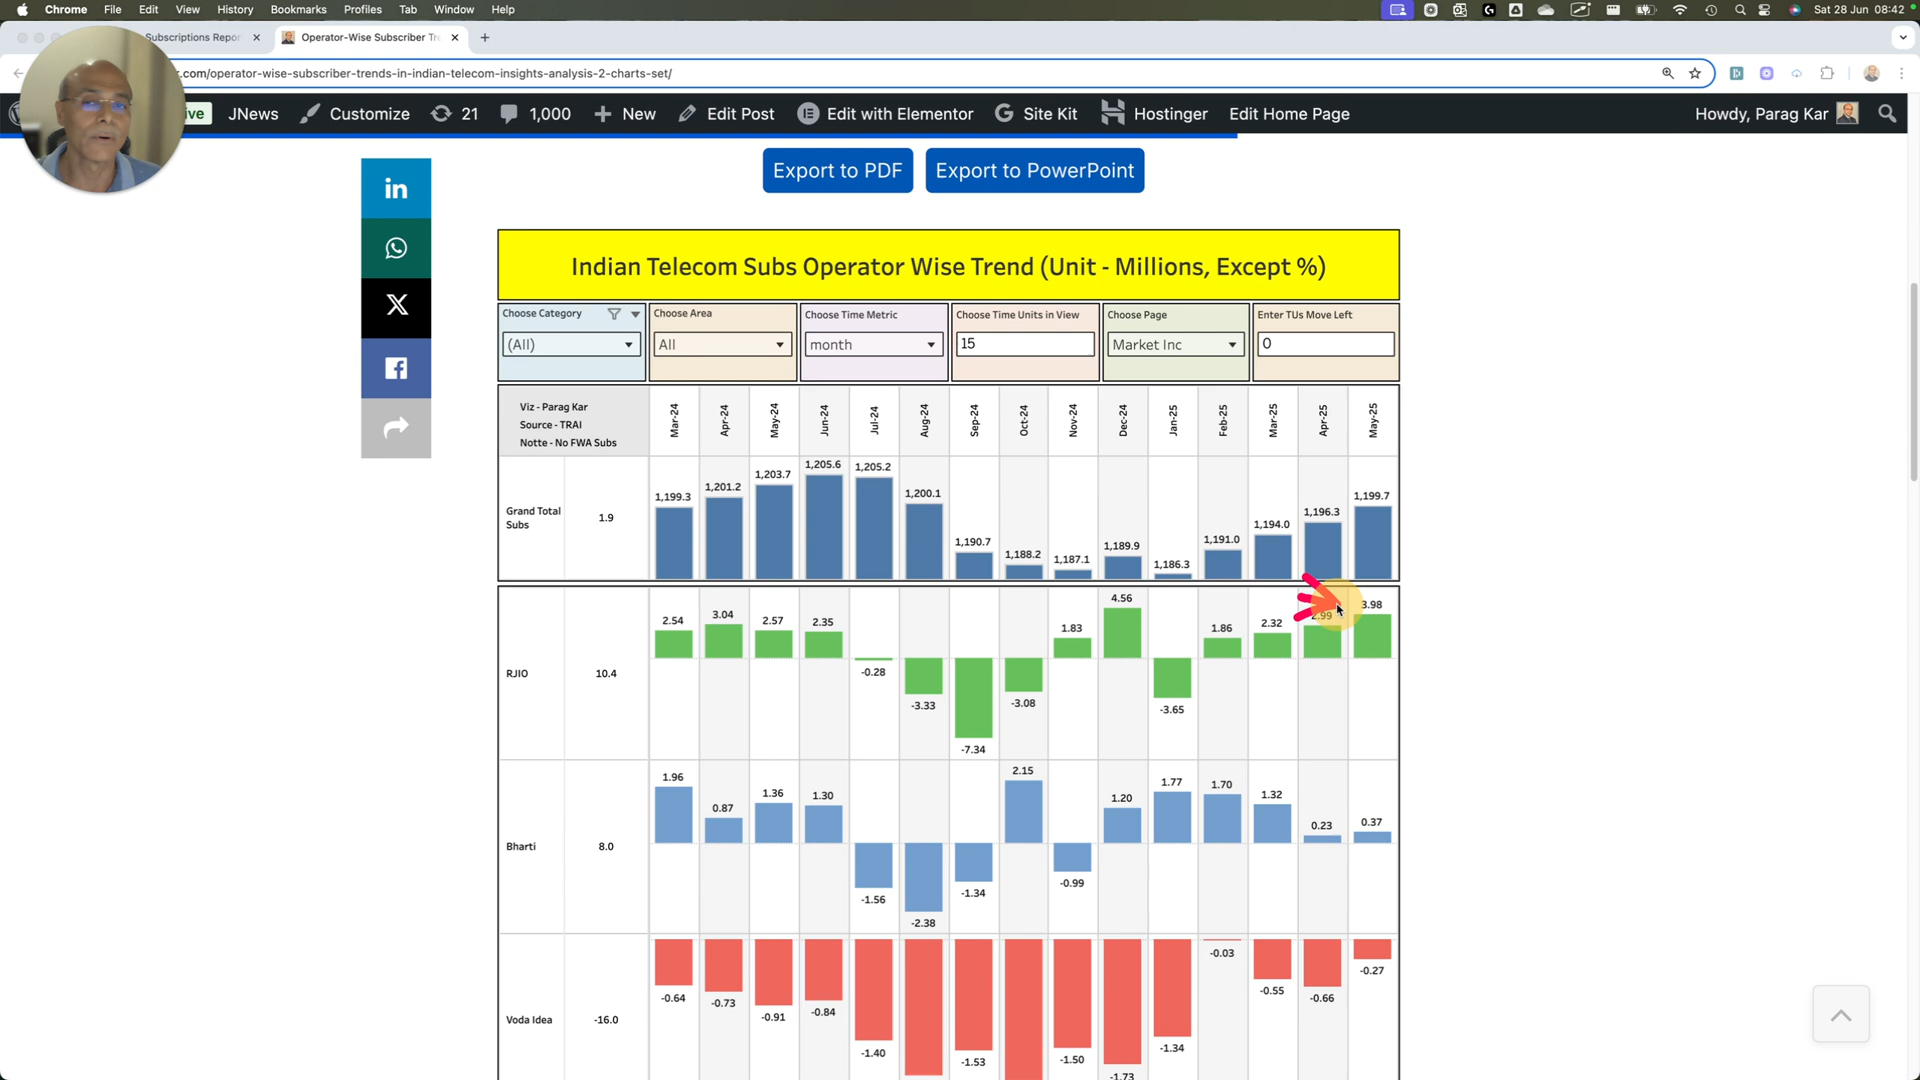 Chrome File Edit View History Bookmarks Profiles Tab Window Help Sat 28 Jun 08:42
Subscriptions Repor Operator-Wise Subscriber Tre
.com/operator-wise-subscriber-trends-in-indian-telecom-insights-analysis-2-charts-set/
JNews Customize 21 1,000 New Edit Post Edit with Elementor Site Kit Hostinger Edit Home Page Howdy, Parag Kar
Export to PDF Export to PowerPoint
Indian Telecom Subs Operator Wise Trend (Unit - Millions, Except %)
Choose Category Choose Area Choose Time Metric Choose Time Units in View Choose Page Enter TUs Move Left
(All) All month 15 Market Inc 0
Viz - Parag Kar
Source - TRAI
Notte - No FWA Subs
Mar-24 Apr-24 May-24 Jun-24 Jul-24 Aug-24 Sep-24 Oct-24 Nov-24 Dec-24 Jan-25 Feb-25 Mar-25 Apr-25 May-25
Grand Total
Subs
1.9
1,199.3 1,201.2 1,203.7 1,205.6 1,205.2 1,200.1 1,190.7 1,188.2 1,187.1 1,189.9 1,186.3 1,191.0 1,194.0 1,196.3 1,199.7
RJIO 10.4
2.54 3.04 2.57 2.35 -0.28 -3.33 -7.34 -3.08 1.83 4.56 -3.65 1.86 2.32 2.99 3.98
Bharti 8.0
1.96 0.87 1.36 1.30 -1.56 -2.38 -1.34 2.15 -0.99 1.20 1.77 1.70 1.32 0.23 0.37
Voda Idea -16.0
-0.64 -0.73 -0.91 -0.84 -1.40 -1.53 -1.50 -1.73 -1.34 -0.03 -0.55 -0.66 -0.27